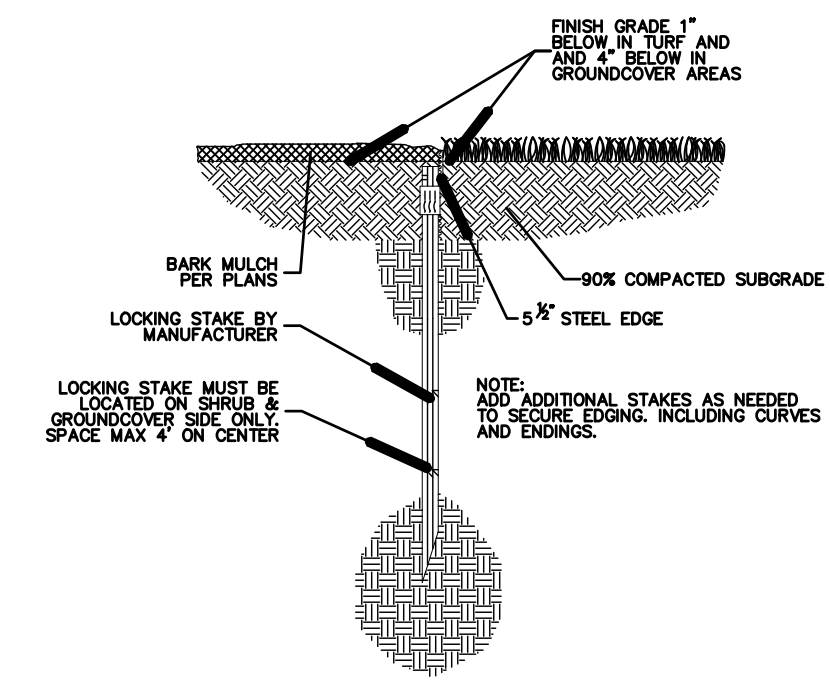 FINISH GRADE 1"
BELOW IN TURF AND
AND 4" BELOW IN
GROUNDCOVER AREAS
BARK MULCH
PER PLANS
90% COMPACTED SUBGRADE
5 1/2" STEEL EDGE
LOCKING STAKE BY
MANUFACTURER
LOCKING STAKE MUST BE
LOCATED ON SHRUB &
GROUNDCOVER SIDE ONLY.
SPACE MAX 4' ON CENTER
NOTE:
ADD ADDITIONAL STAKES AS NEEDED
TO SECURE EDGING. INCLUDING CURVES
AND ENDINGS.